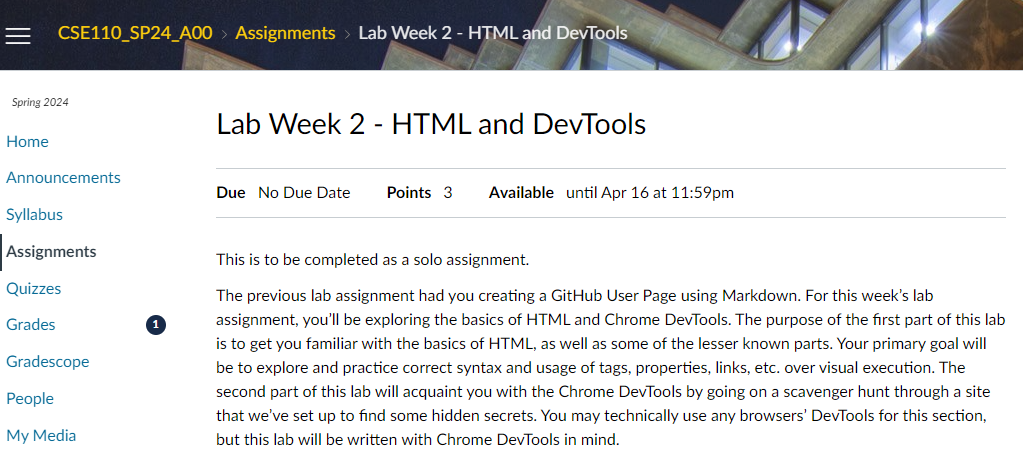 CSE110_SP24_A00 › Assignments › Lab Week 2 - HTML and DevTools
Spring 2024
Home
Announcements
Syllabus
Assignments
Quizzes
Grades 1
Gradescope
People
My Media
Lab Week 2 - HTML and DevTools
Due No Due Date Points 3 Available until Apr 16 at 11:59pm
This is to be completed as a solo assignment.
The previous lab assignment had you creating a GitHub User Page using Markdown. For this week’s lab
assignment, you’ll be exploring the basics of HTML and Chrome DevTools. The purpose of the first part of this lab
is to get you familiar with the basics of HTML, as well as some of the lesser known parts. Your primary goal will
be to explore and practice correct syntax and usage of tags, properties, links, etc. over visual execution. The
second part of this lab will acquaint you with the Chrome DevTools by going on a scavenger hunt through a site
that we’ve set up to find some hidden secrets. You may technically use any browsers’ DevTools for this section,
but this lab will be written with Chrome DevTools in mind.